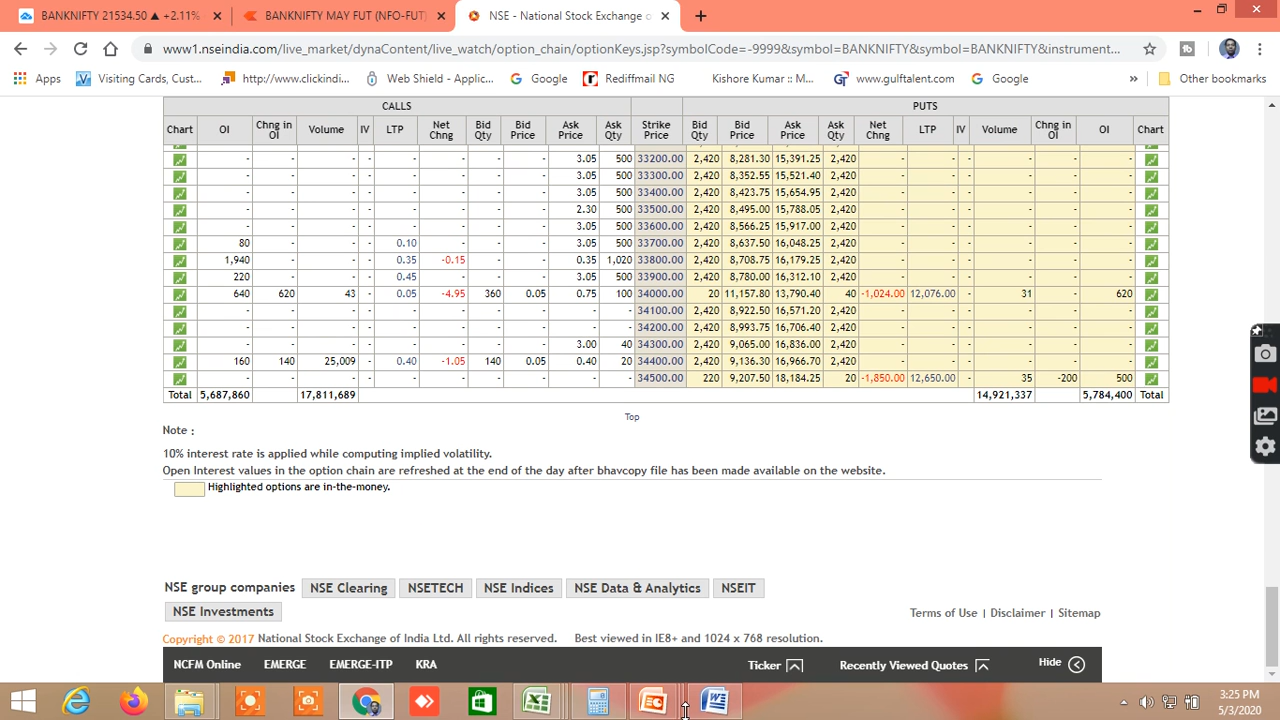 BANKNIFTY 21534.50 ▲ +2.11% BANKNIFTY MAY FUT (NFO-FUT) NSE - National Stock Exchange o
www1.nseindia.com/live_market/dynaContent/live_watch/option_chain/optionKeys.jsp?symbolCode=-9999&symbol=BANKNIFTY&symbol=BANKNIFTY&instrument...
Apps Visiting Cards, Cust... http://www.clickindi... Web Shield - Applic... Google Rediffmail NG Kishore Kumar :: M... www.gulftalent.com Google » Other bookmarks
CALLS PUTS
Chart OI Chng in OI Volume IV LTP Net Chng Bid Qty Bid Price Ask Price Ask Qty Strike Price Bid Qty Bid Price Ask Price Ask Qty Net Chng LTP IV Volume Chng in OI OI Chart
- - - - - - - - 3.05 500 33200.00 2,420 8,281.30 15,391.25 2,420 - - - - - -
- - - - - - - - 3.05 500 33300.00 2,420 8,352.55 15,521.40 2,420 - - - - - -
- - - - - - - - 3.05 500 33400.00 2,420 8,423.75 15,654.95 2,420 - - - - - -
- - - - - - - - 2.30 500 33500.00 2,420 8,495.00 15,788.05 2,420 - - - - - -
- - - - - - - - 3.05 500 33600.00 2,420 8,566.25 15,917.00 2,420 - - - - - -
80 - - - 0.10 - - - 3.05 500 33700.00 2,420 8,637.50 16,048.25 2,420 - - - - - -
1,940 - - - 0.35 -0.15 - - 0.35 1,020 33800.00 2,420 8,708.75 16,179.25 2,420 - - - - - -
220 - - - 0.45 - - - 3.05 500 33900.00 2,420 8,780.00 16,312.10 2,420 - - - - - -
640 620 43 - 0.05 -4.95 360 0.05 0.75 100 34000.00 20 11,157.80 13,790.40 40 -1,024.00 12,076.00 - 31 - 620
- - - - - - - - - - 34100.00 2,420 8,922.50 16,571.20 2,420 - - - - - -
- - - - - - - - - - 34200.00 2,420 8,993.75 16,706.40 2,420 - - - - - -
- - - - - - - - 3.00 40 34300.00 2,420 9,065.00 16,836.00 2,420 - - - - - -
160 140 25,009 - 0.40 -1.05 140 0.05 0.40 20 34400.00 2,420 9,136.30 16,966.70 2,420 - - - - - -
- - - - - - - - - - 34500.00 220 9,207.50 18,184.25 20 -1,850.00 12,650.00 - 35 -200 500
Total 5,687,860 17,811,689 14,921,337 5,784,400 Total
Top
Note :
10% interest rate is applied while computing implied volatility.
Open Interest values in the option chain are refreshed at the end of the day after bhavcopy file has been made available on the website.
Highlighted options are in-the-money.
NSE group companies NSE Clearing NSETECH NSE Indices NSE Data & Analytics NSEIT
NSE Investments
Terms of Use | Disclaimer | Sitemap
Copyright © 2017 National Stock Exchange of India Ltd. All rights reserved. Best viewed in IE8+ and 1024 x 768 resolution.
NCFM Online EMERGE EMERGE-ITP KRA Ticker Recently Viewed Quotes Hide
3:25 PM
5/3/2020